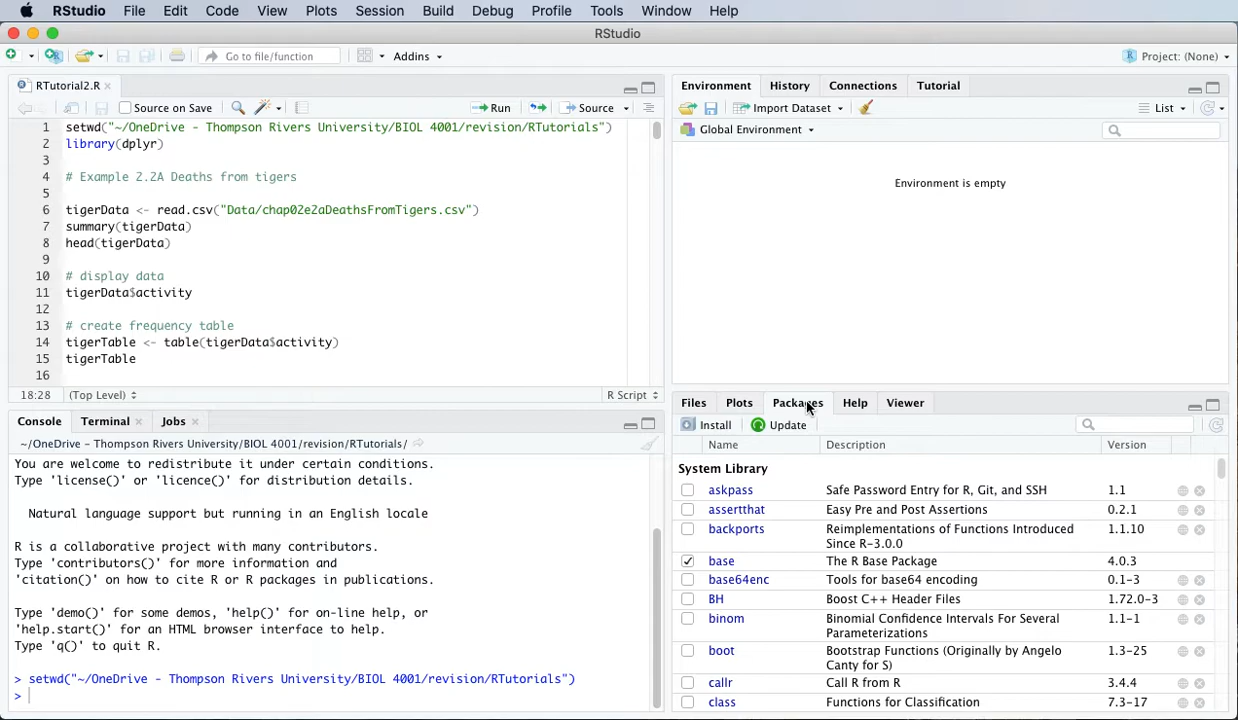 RStudio File Edit Code View Plots Session Build Debug Profile Tools Window Help
RStudio
Go to file/function Addins Project: (None)
RTutorial2.R
Source on Save Run Source
1 setwd("~/OneDrive - Thompson Rivers University/BIOL 4001/revision/RTutorials")
2 library(dplyr)
3
4 # Example 2.2A Deaths from tigers
5
6 tigerData <- read.csv("Data/chap02e2aDeathsFromTigers.csv")
7 summary(tigerData)
8 head(tigerData)
9
10 # display data
11 tigerData$activity
12
13 # create frequency table
14 tigerTable <- table(tigerData$activity)
15 tigerTable
16
18:28 (Top Level) R Script
Console Terminal Jobs
~/OneDrive - Thompson Rivers University/BIOL 4001/revision/RTutorials/
You are welcome to redistribute it under certain conditions.
Type 'license()' or 'licence()' for distribution details.
Natural language support but running in an English locale
R is a collaborative project with many contributors.
Type 'contributors()' for more information and
'citation()' on how to cite R or R packages in publications.
Type 'demo()' for some demos, 'help()' for on-line help, or
'help.start()' for an HTML browser interface to help.
Type 'q()' to quit R.
> setwd("~/OneDrive - Thompson Rivers University/BIOL 4001/revision/RTutorials")
>
Environment History Connections Tutorial
Import Dataset List
Global Environment
Environment is empty
Files Plots Packages Help Viewer
Install Update
Name Description Version
System Library
askpass Safe Password Entry for R, Git, and SSH 1.1
assertthat Easy Pre and Post Assertions 0.2.1
backports Reimplementations of Functions Introduced 1.1.10
Since R-3.0.0
base The R Base Package 4.0.3
base64enc Tools for base64 encoding 0.1-3
BH Boost C++ Header Files 1.72.0-3
binom Binomial Confidence Intervals For Several 1.1-1
Parameterizations
boot Bootstrap Functions (Originally by Angelo 1.3-25
Canty for S)
callr Call R from R 3.4.4
class Functions for Classification 7.3-17